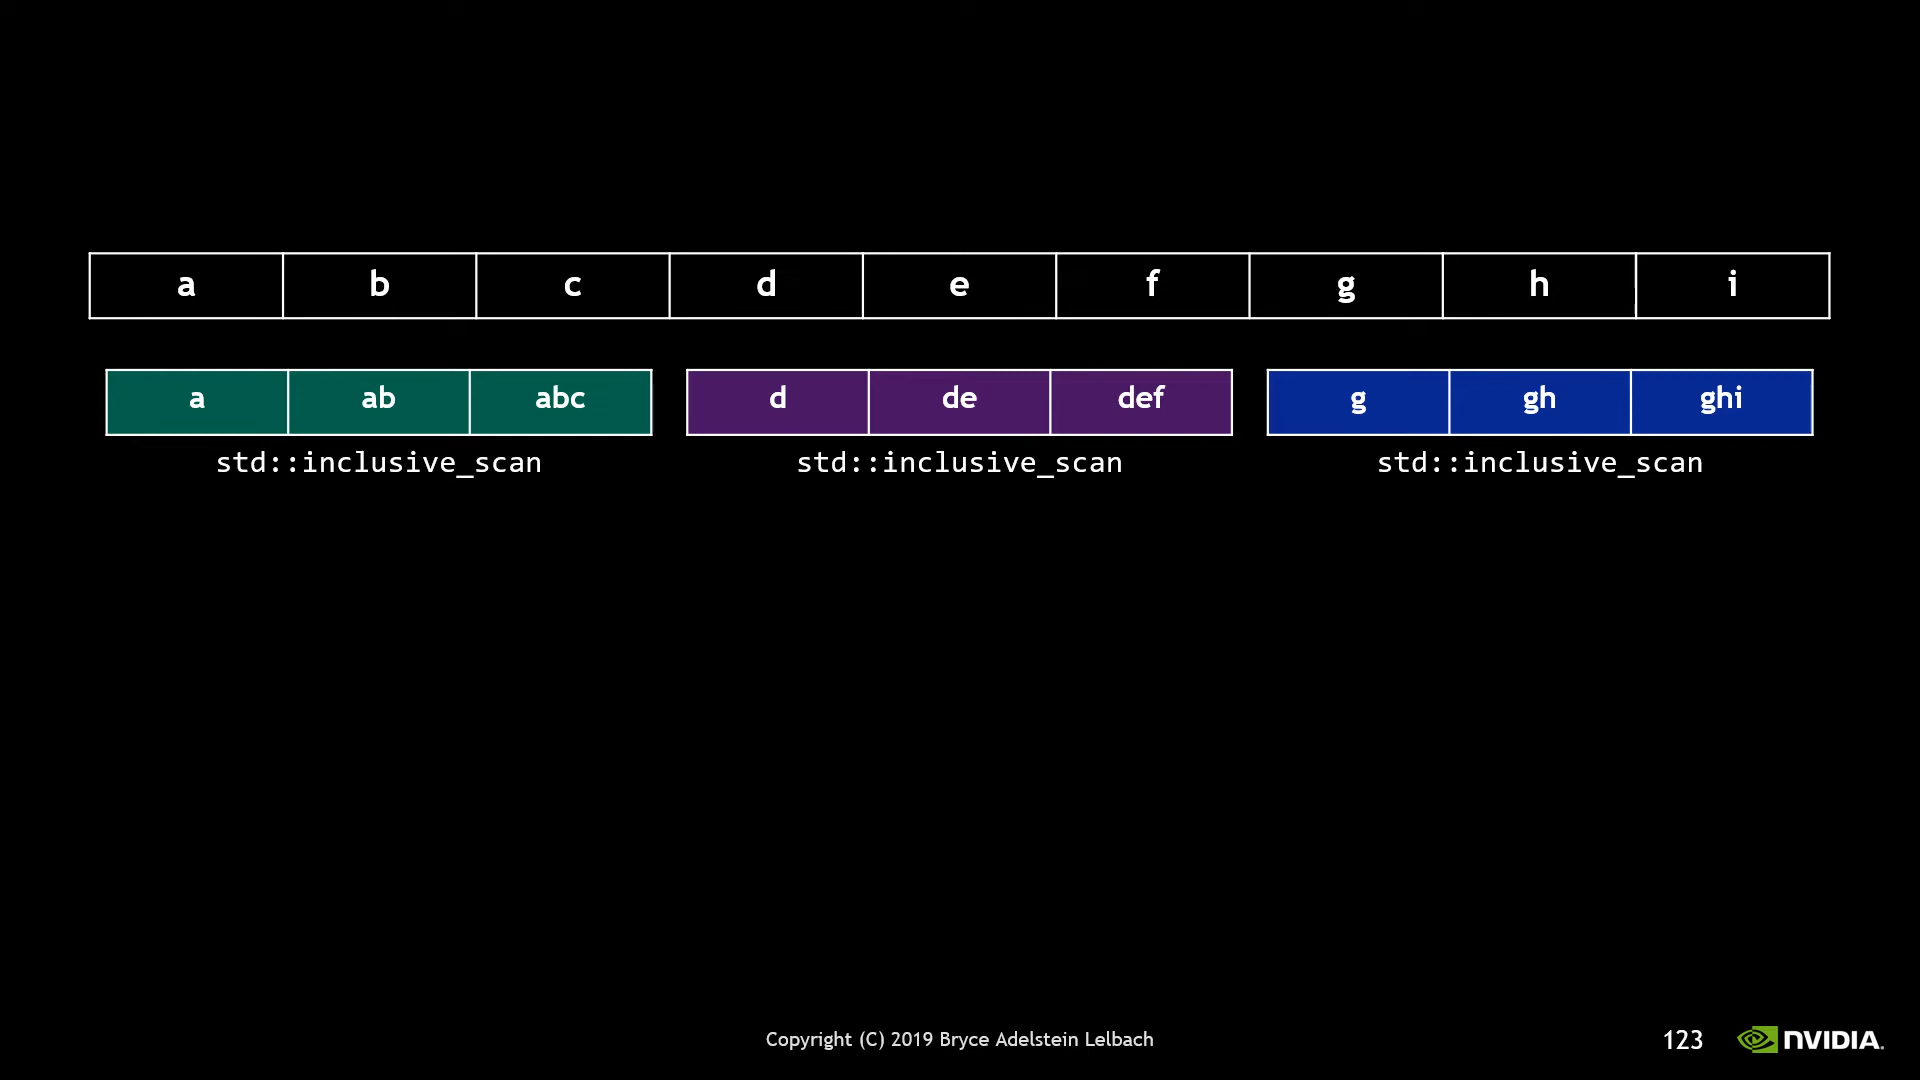 a b c d e f g h i
a ab abc d de def g gh ghi
std::inclusive_scan std::inclusive_scan std::inclusive_scan
Copyright (C) 2019 Bryce Adelstein Lelbach
123
NVIDIA.